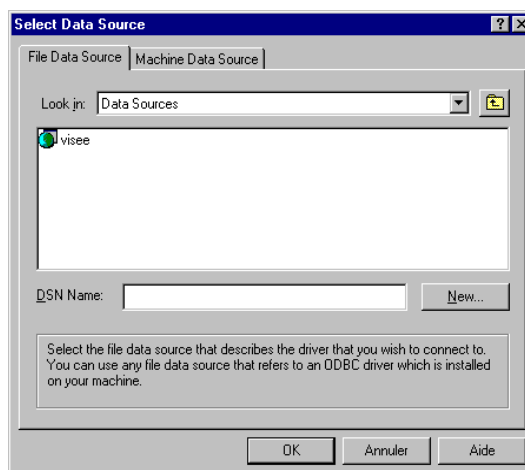 Select Data Source
File Data Source
Machine Data Source
Look in: Data Sources
visee
DSN Name:
New...
Select the file data source that describes the driver that you wish to connect to.
You can use any file data source that refers to an ODBC driver which is installed
on your machine.
OK
Annuler
Aide